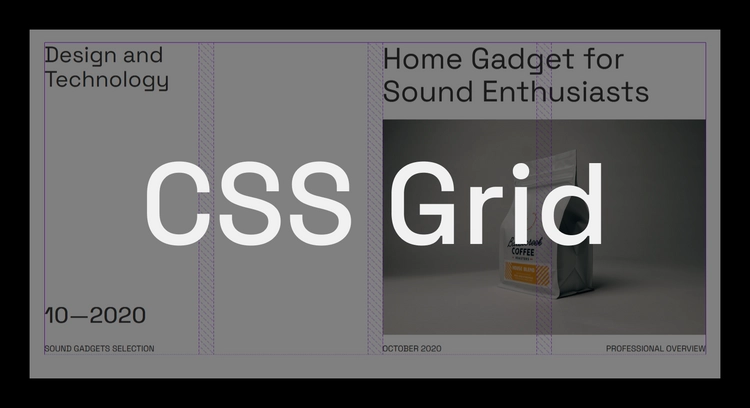 Design and
Technology
Home Gadget for
Sound Enthusiasts
CSS Grid
COFFEE
10—2020
SOUND GADGETS SELECTION
OCTOBER 2020
PROFESSIONAL OVERVIEW